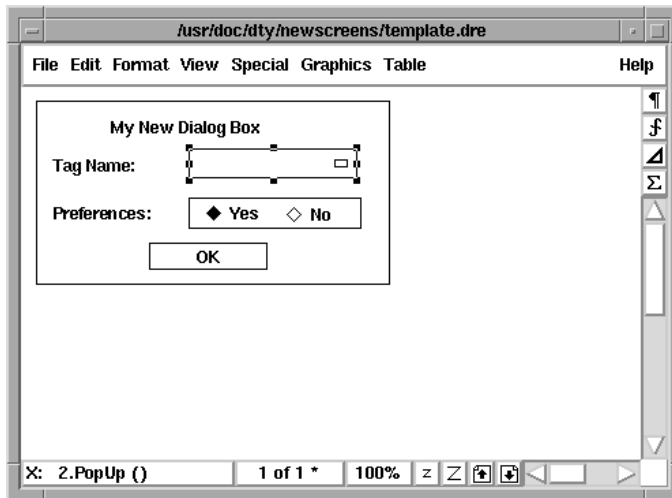 /usr/doc/dty/newscreens/template.dre
File Edit Format View Special Graphics Table Help
¶
My New Dialog Box
Tag Name:
Σ
Preferences: Yes No
OK
X: 2.PopUp () 1 of 1 * 100% z Z